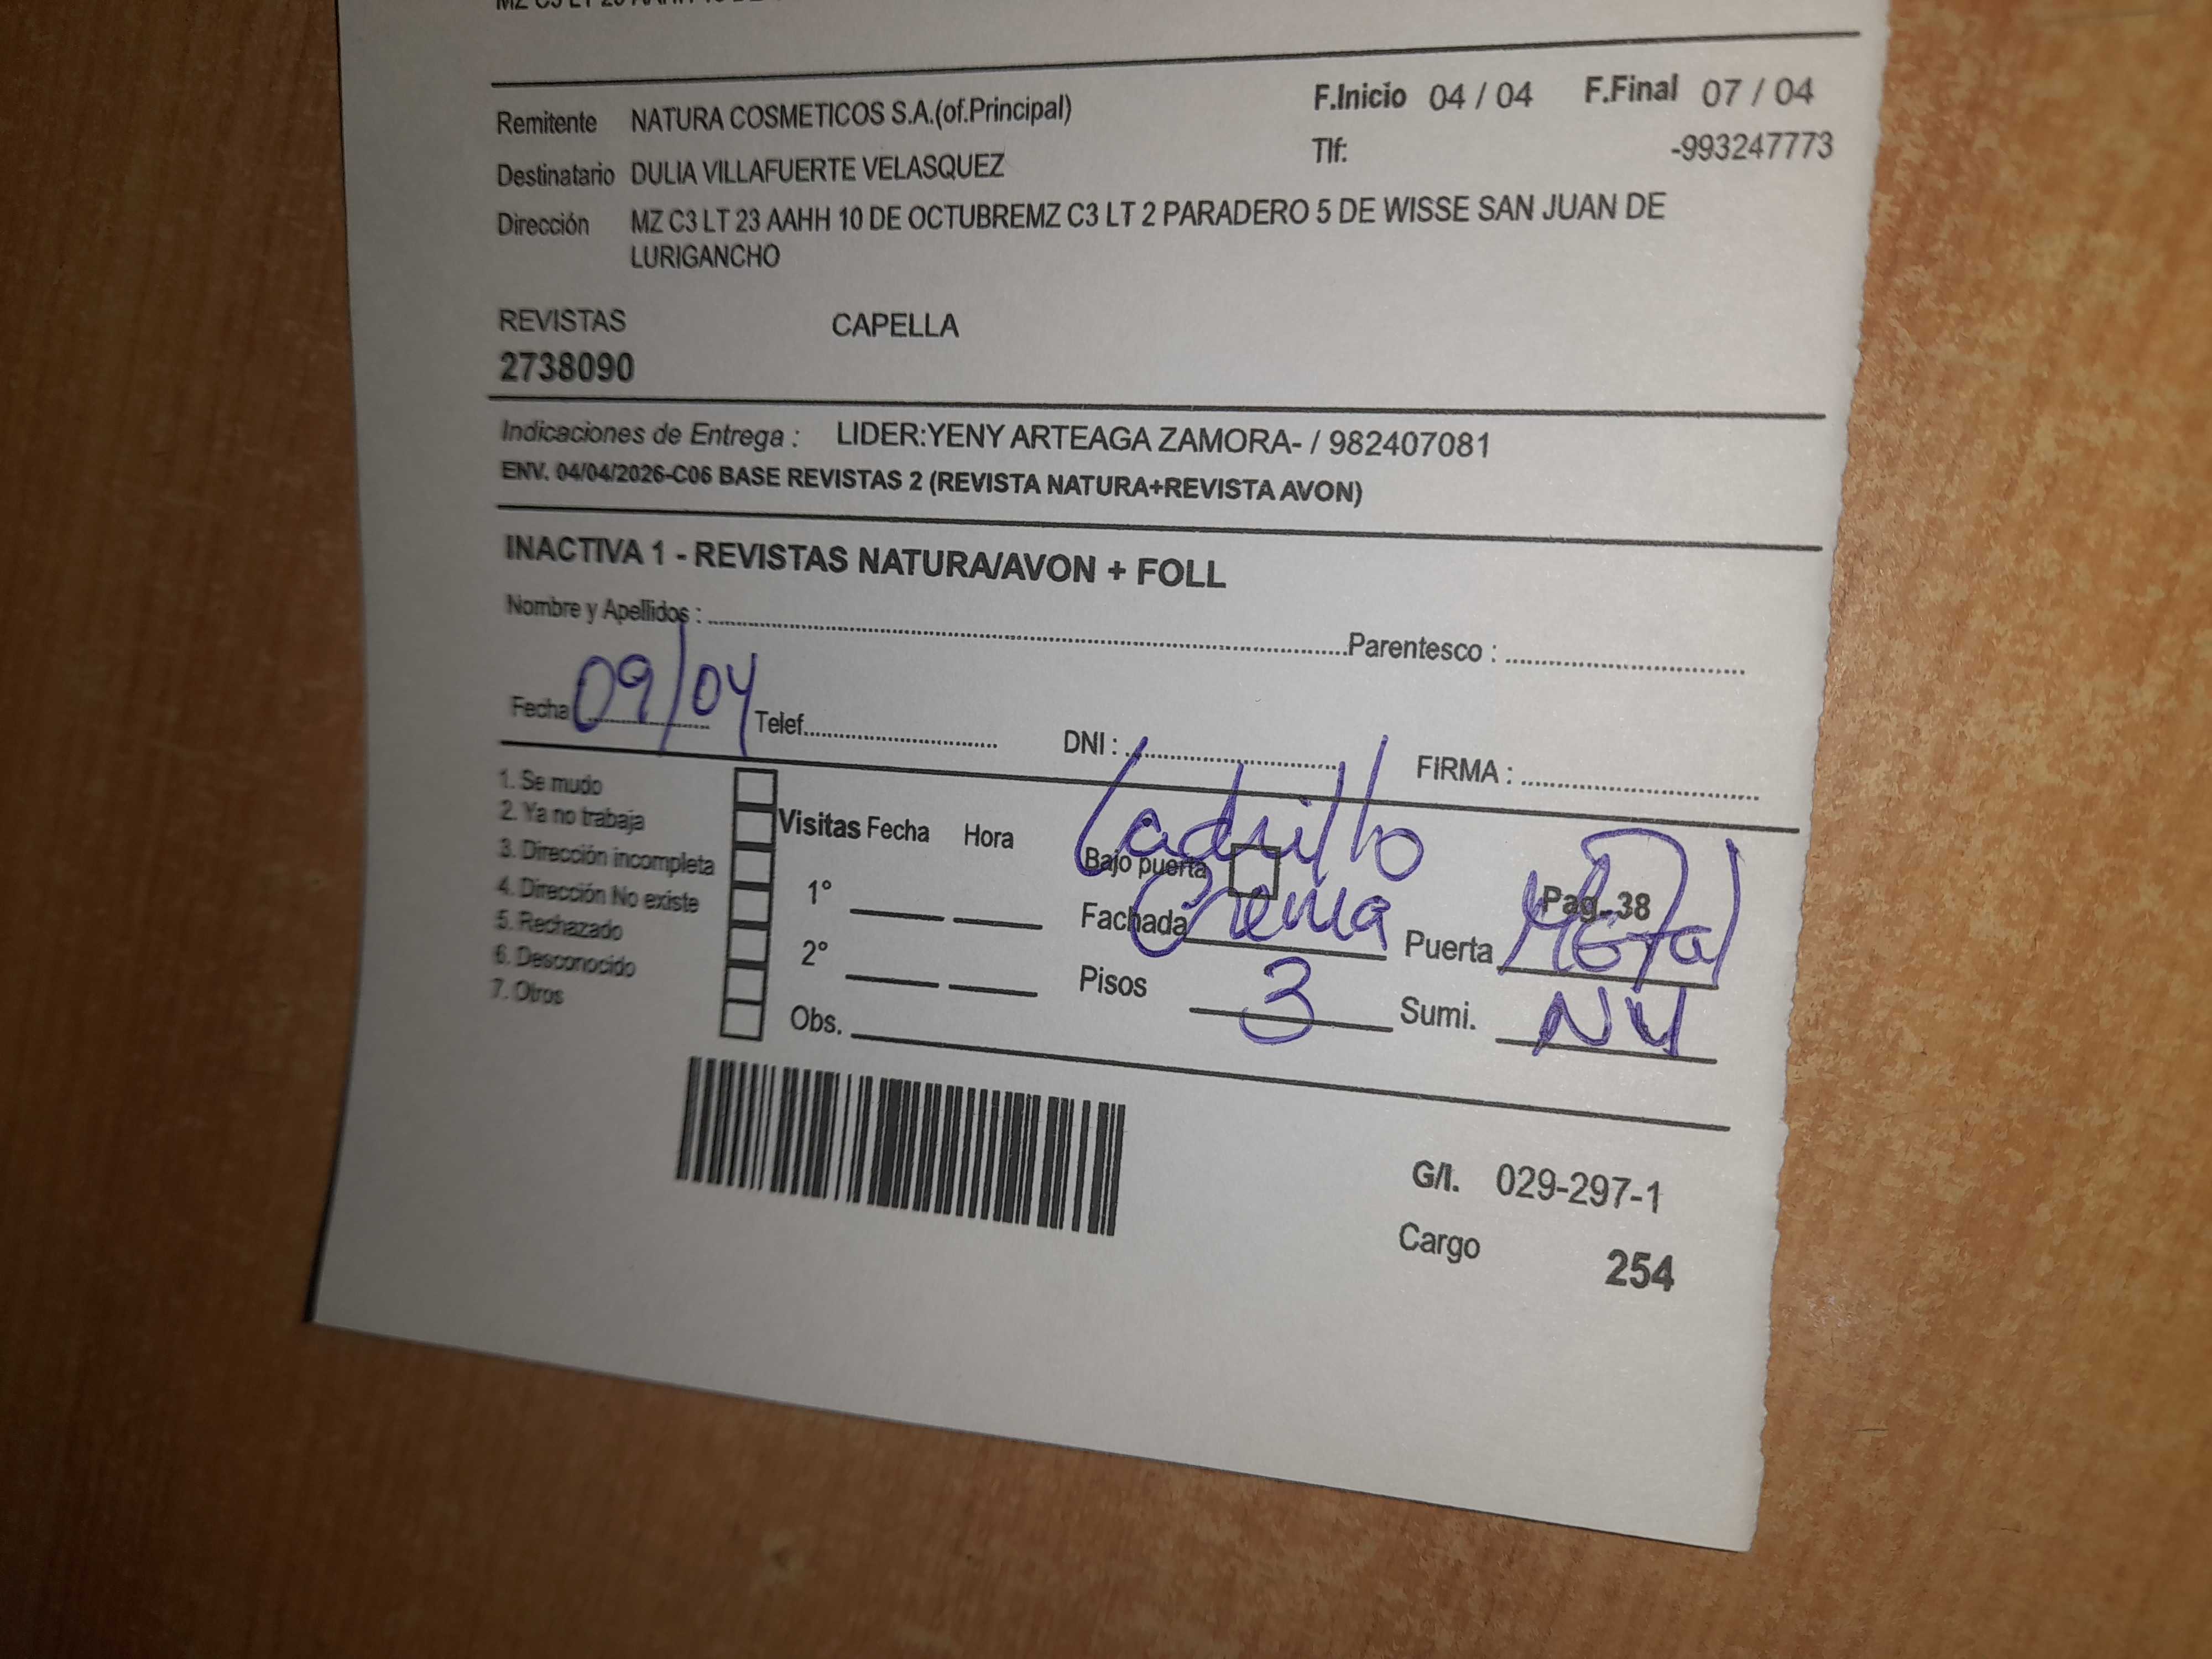 Remitente NATURA COSMETICOS S.A.(of.Principal) F.Inicio 04 / 04 F.Final 07 / 04
Destinatario DULIA VILLAFUERTE VELASQUEZ Tlf: -993247773
Dirección MZ C3 LT 23 AAHH 10 DE OCTUBREMZ C3 LT 2 PARADERO 5 DE WISSE SAN JUAN DE
LURIGANCHO
REVISTAS CAPELLA
2738090
Indicaciones de Entrega : LIDER:YENY ARTEAGA ZAMORA- / 982407081
ENV. 04/04/2026-C06 BASE REVISTAS 2 (REVISTA NATURA+REVISTA AVON)
INACTIVA 1 - REVISTAS NATURA/AVON + FOLL
Nombre y Apellidos : Parentesco :
Fecha 09/04 Telef. DNI : FIRMA :
1. Se mudo
2. Ya no trabaja
3. Dirección incompleta
4. Dirección No existe
5. Rechazado
6. Desconocido
7. Otros
Visitas Fecha Hora
1°
2°
Obs.
Ladrillo
Bajo puerta Pag. 38
Fachada Crema Puerta Metal
Pisos 3 Sumi. NV
G/I. 029-297-1
Cargo 254